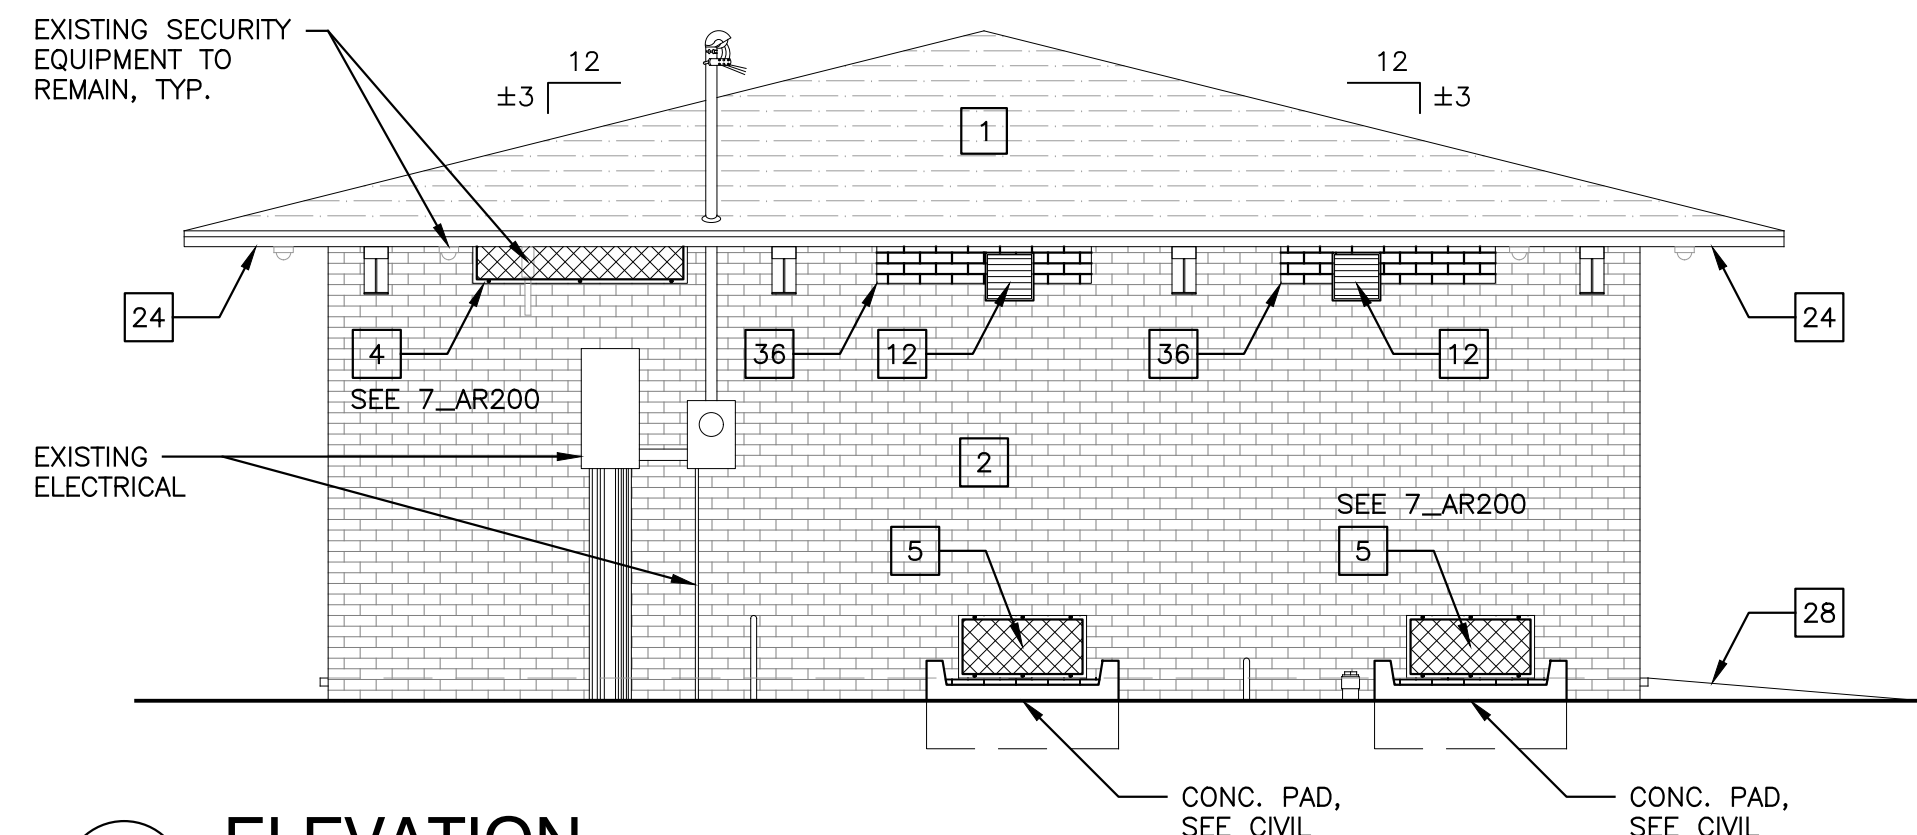 EXISTING SECURITY
EQUIPMENT TO
REMAIN, TYP.
12
±3
12
±3
1
24
24
4
SEE 7_AR200
36
12
36
12
EXISTING
ELECTRICAL
2
SEE 7_AR200
5
5
28
CONC. PAD,
SEE CIVIL
CONC. PAD,
SEE CIVIL
ELEVATION